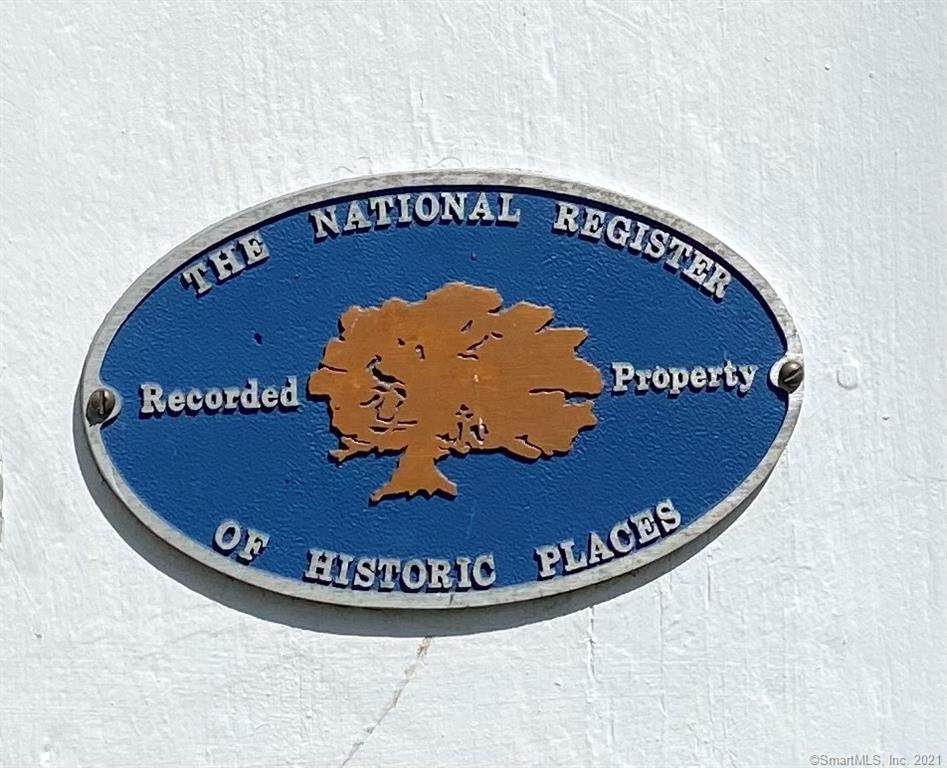 THE NATIONAL REGISTER
Recorded Property
OF HISTORIC PLACES
©SmartMLS, Inc. 2021